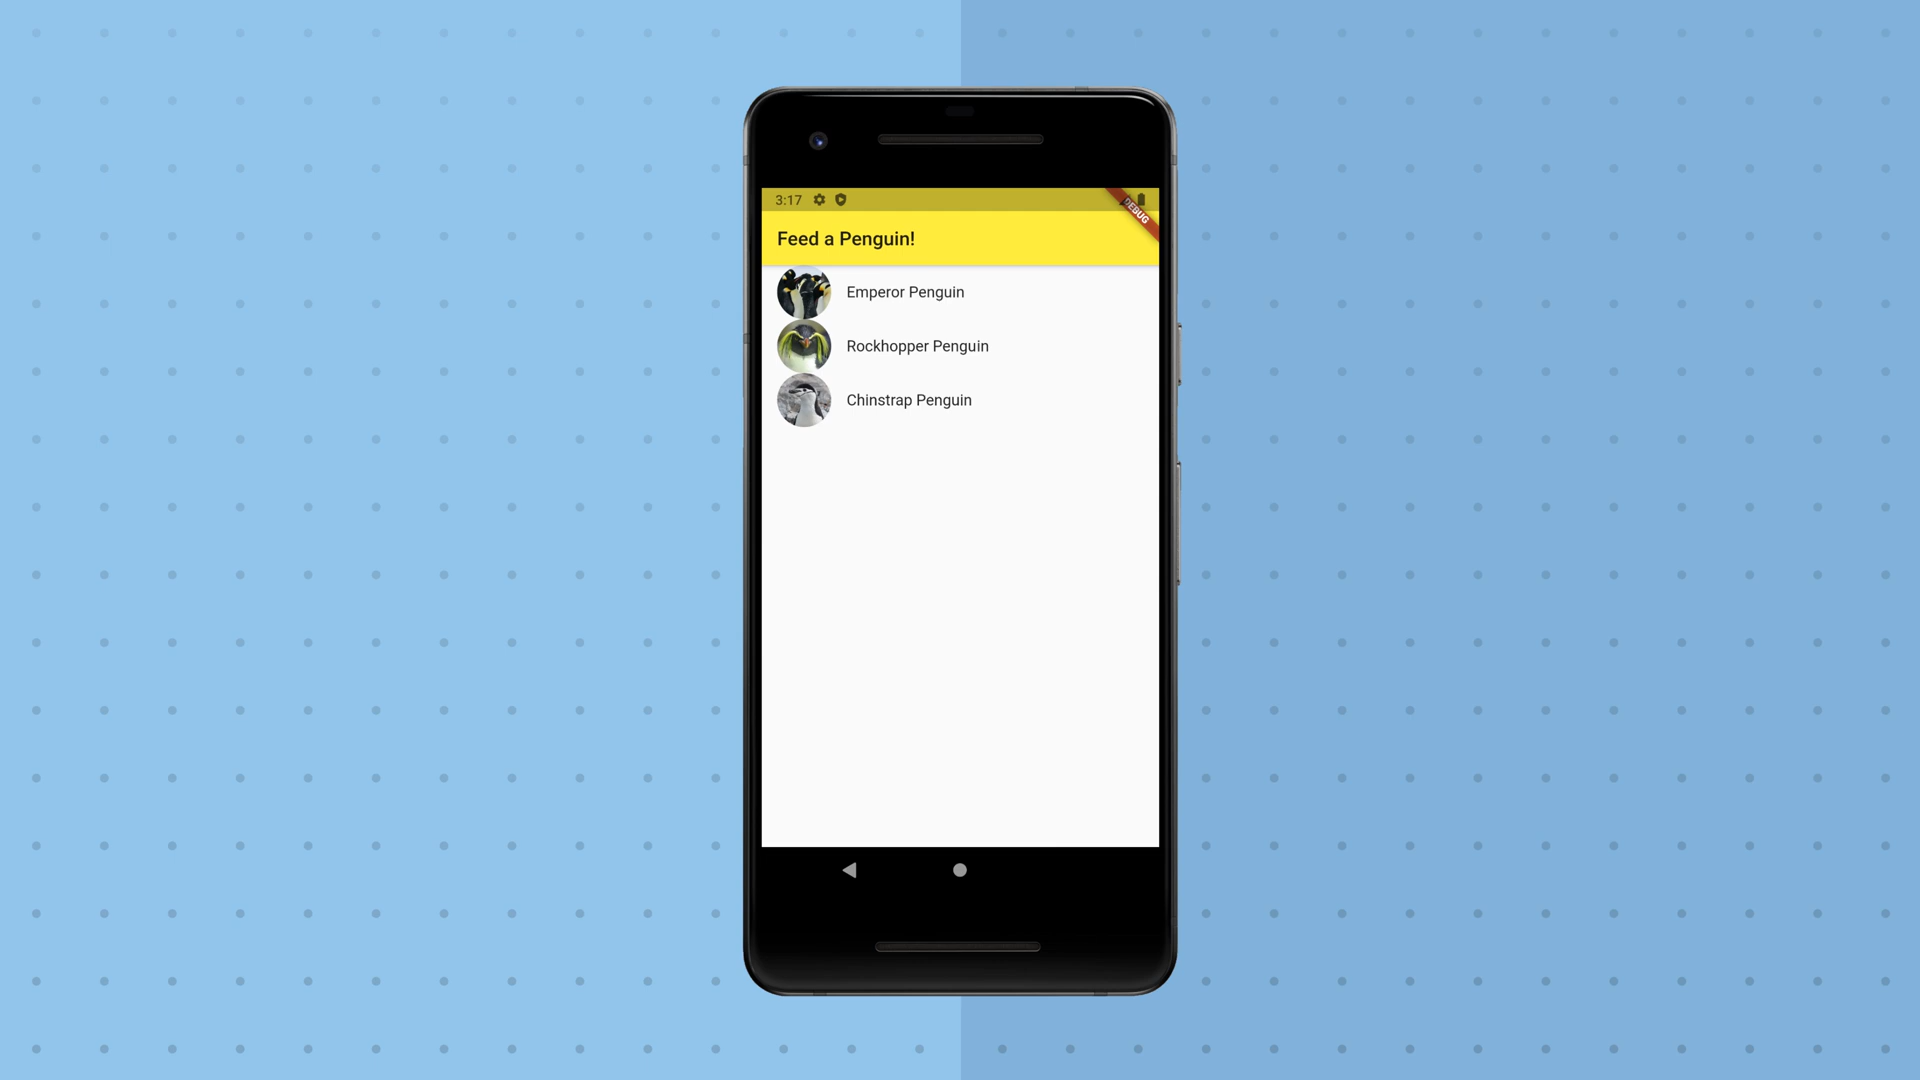 3:17
DEBUG
Feed a Penguin!
Emperor Penguin
Rockhopper Penguin
Chinstrap Penguin